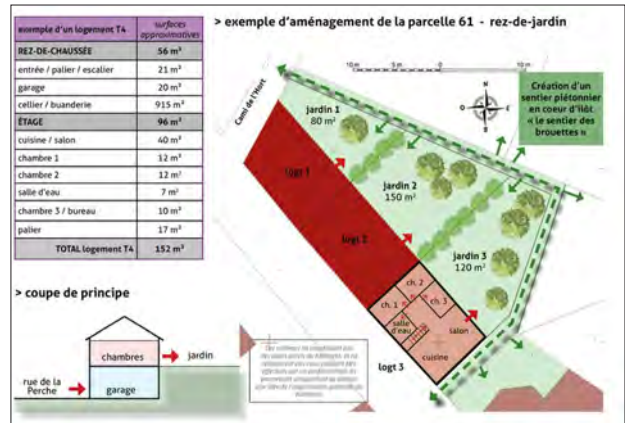 exemple d'un logement T4 surfaces approximatives
REZ-DE-CHAUSSÉE 56 m²
entrée / palier / escalier 21 m²
garage 20 m²
cellier / buanderie 915 m²
ÉTAGE 96 m²
cuisine / salon 40 m²
chambre 1 12 m²
chambre 2 12 m²
salle d'eau 7 m²
chambre 3 / bureau 10 m²
palier 17 m²
TOTAL logement T4 152 m²
> coupe de principe
chambres
jardin
rue de la
Perche
garage
> exemple d'aménagement de la parcelle 61 - rez-de-jardin
10 m 5 m 0 10 m
N
O E
S
Cami de l'Hort
Création d'un
sentier piétonnier
en coeur d'îlôt
« le sentier des
brouettes »
jardin 1
80 m²
logt 1
jardin 2
150 m²
logt 2
jardin 3
120 m²
ch. 2
ch. 1
ch. 3
salle
d'eau
salon
cuisine
logt 3